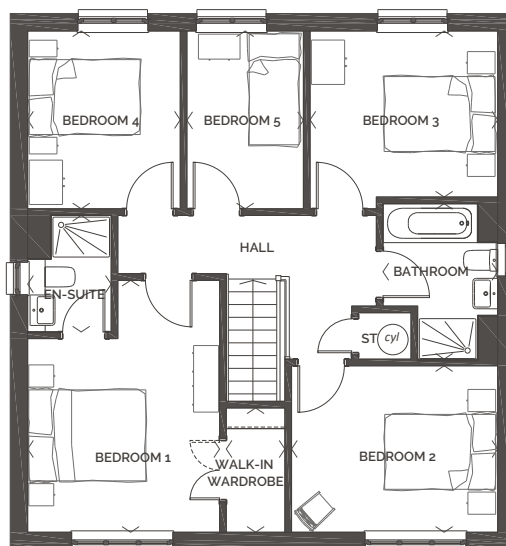 BEDROOM 4
BEDROOM 5
BEDROOM 3
HALL
BATHROOM
EN-SUITE
ST
cyl
BEDROOM 1
WALK-IN
WARDROBE
BEDROOM 2